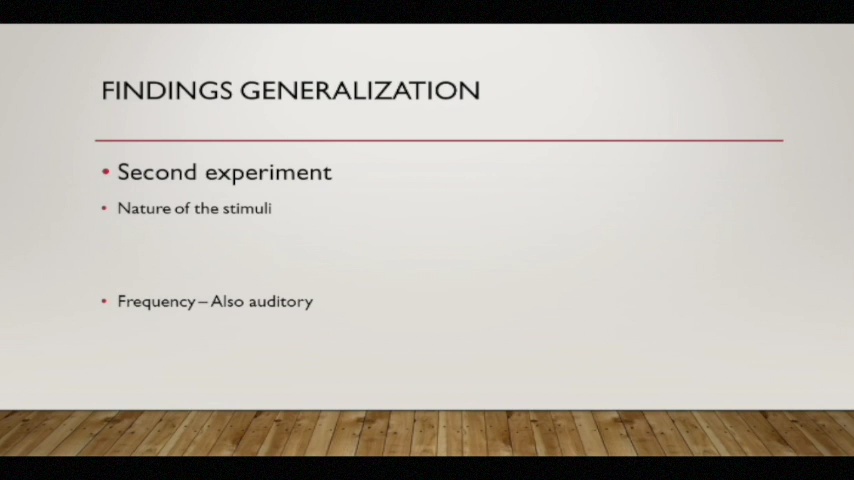 FINDINGS GENERALIZATION
• Second experiment
• Nature of the stimuli
• Frequency – Also auditory